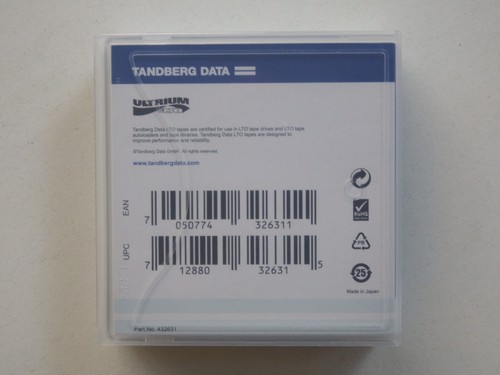 TANDBERG DATA
ULTRIUM
Tandberg Data LTO tapes are certified for use in LTO tape drives and LTO tape
autoloaders and tape libraries. Tandberg Data LTO tapes are designed to
improve performance and reliability.
©Tandberg Data GmbH. All rights reserved.
www.tandbergdata.com
EAN
7 050774 326311
RoHS
UPC
7 12880 32631 5
PP
25
Made in Japan
Part No. 432631